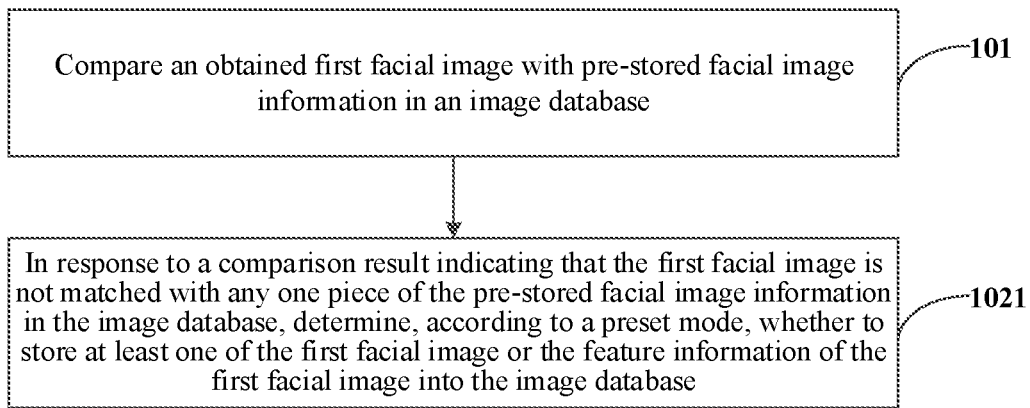 Compare an obtained first facial image with pre-stored facial image
information in an image database
101
In response to a comparison result indicating that the first facial image is
not matched with any one piece of the pre-stored facial image information
in the image database, determine, according to a preset mode, whether to
store at least one of the first facial image or the feature information of the
first facial image into the image database
1021